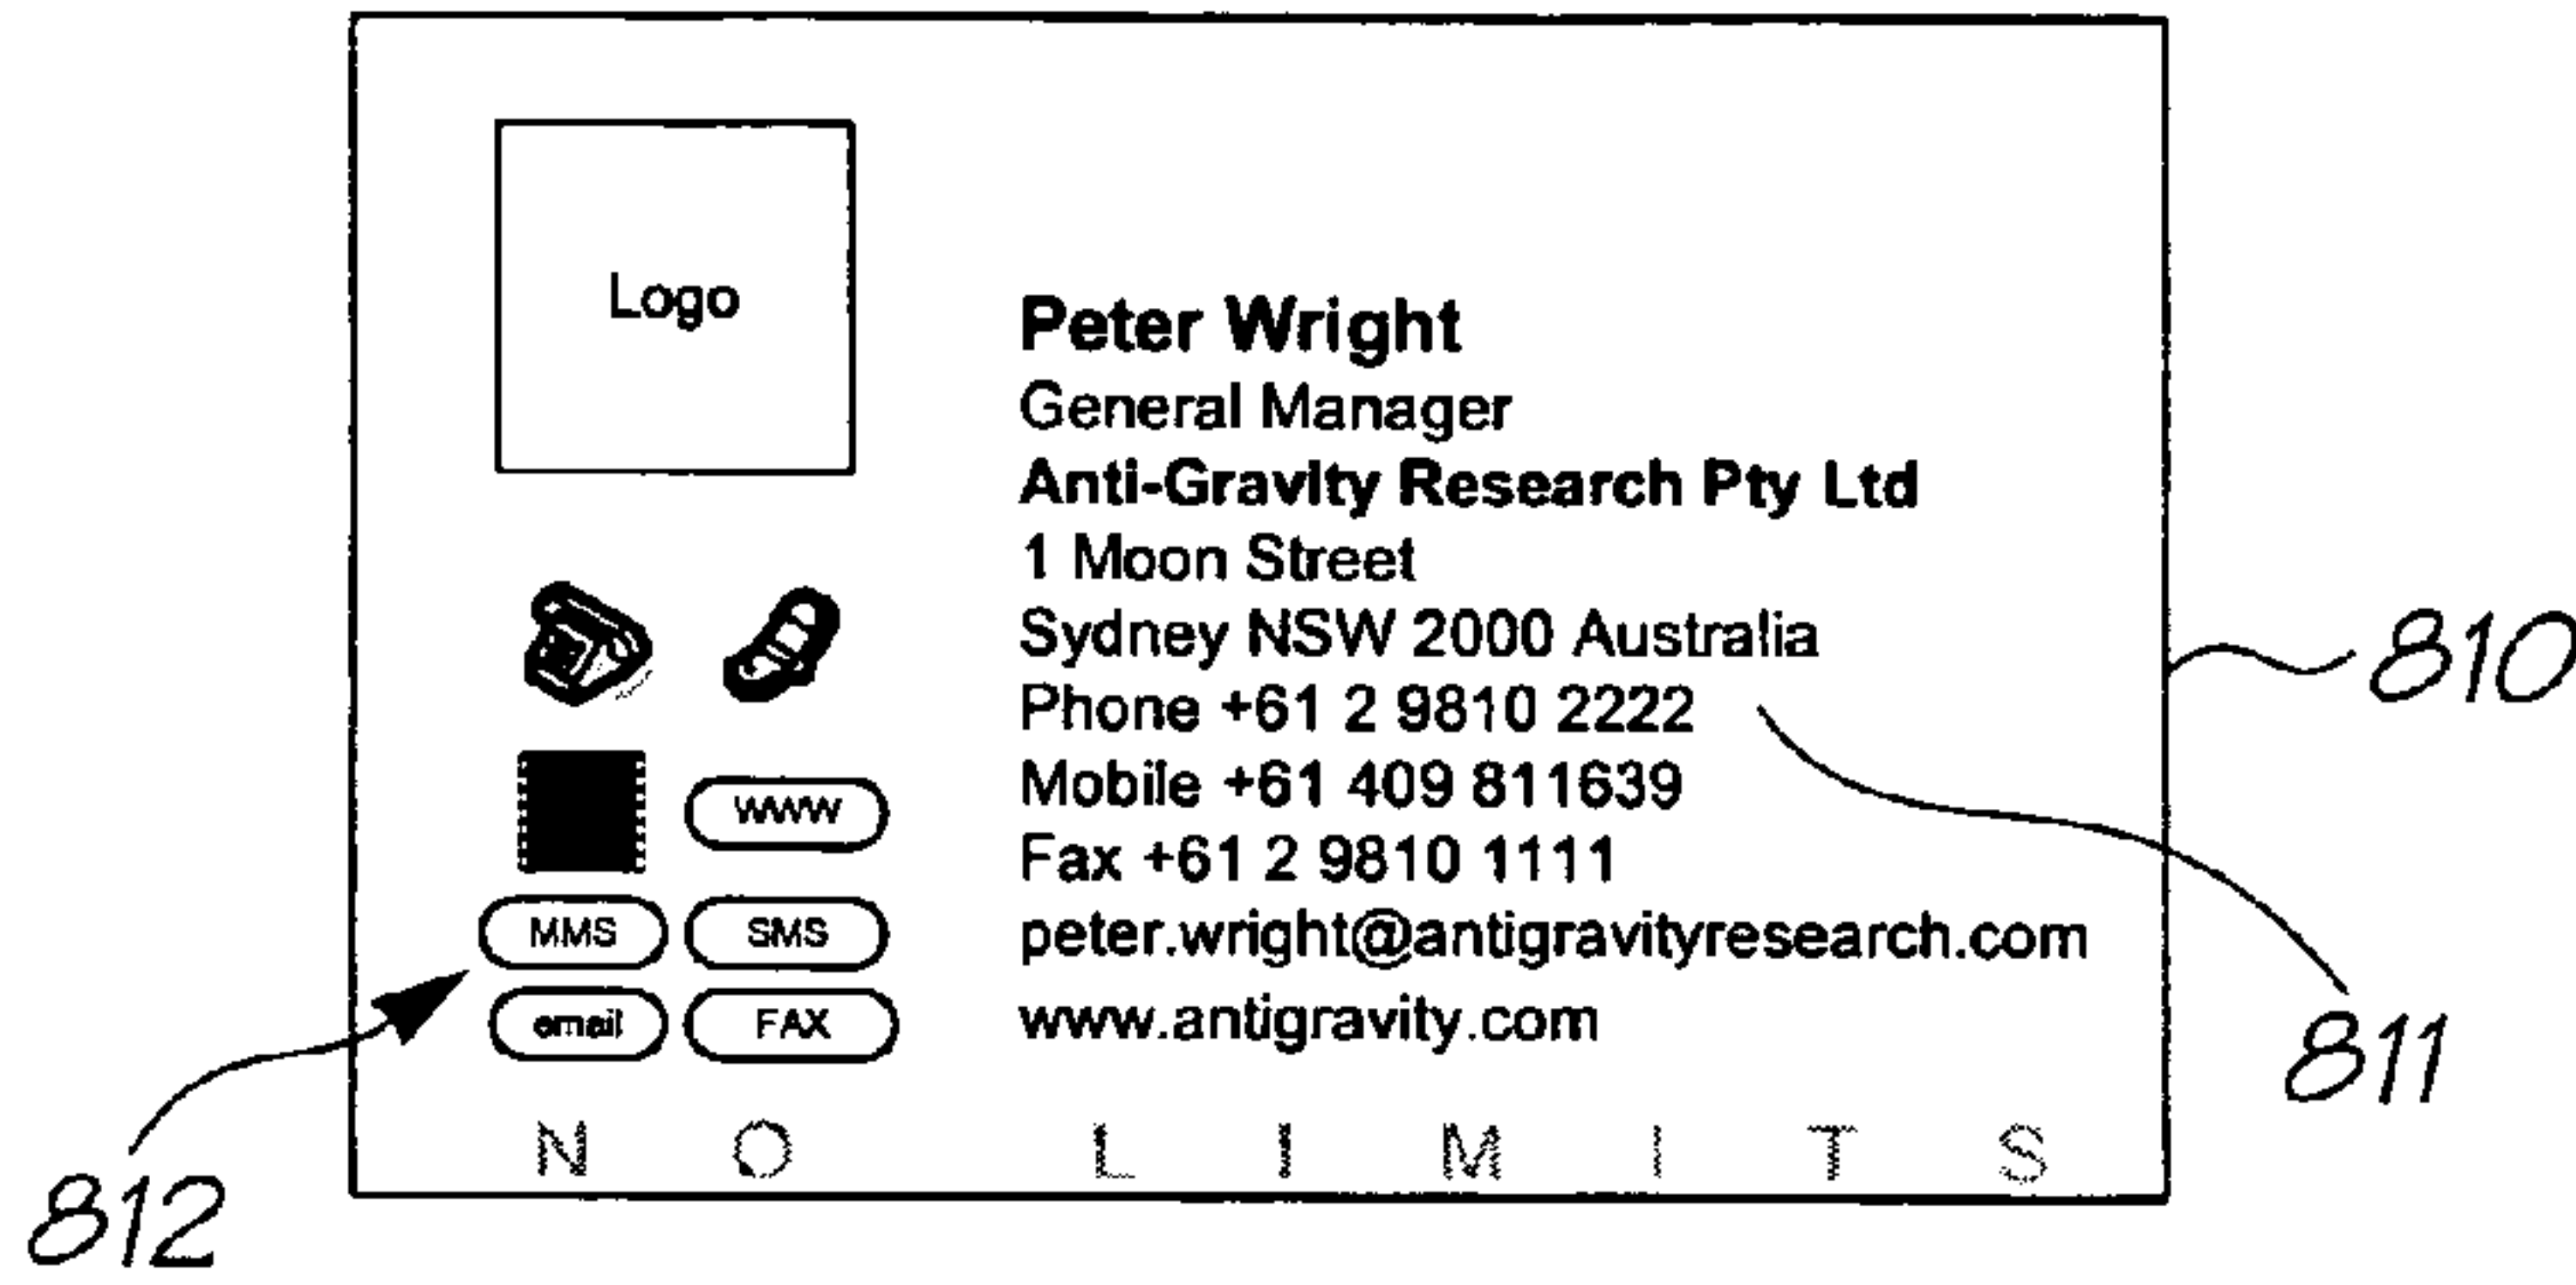 Logo
Peter Wright
General Manager
Anti-Gravity Research Pty Ltd
1 Moon Street
Sydney NSW 2000 Australia
Phone +61 2 9810 2222
Mobile +61 409 811639
Fax +61 2 9810 1111
peter.wright@antigravityresearch.com
www.antigravity.com
WWW
MMS SMS
email FAX
NO LIMITS
810
811
812